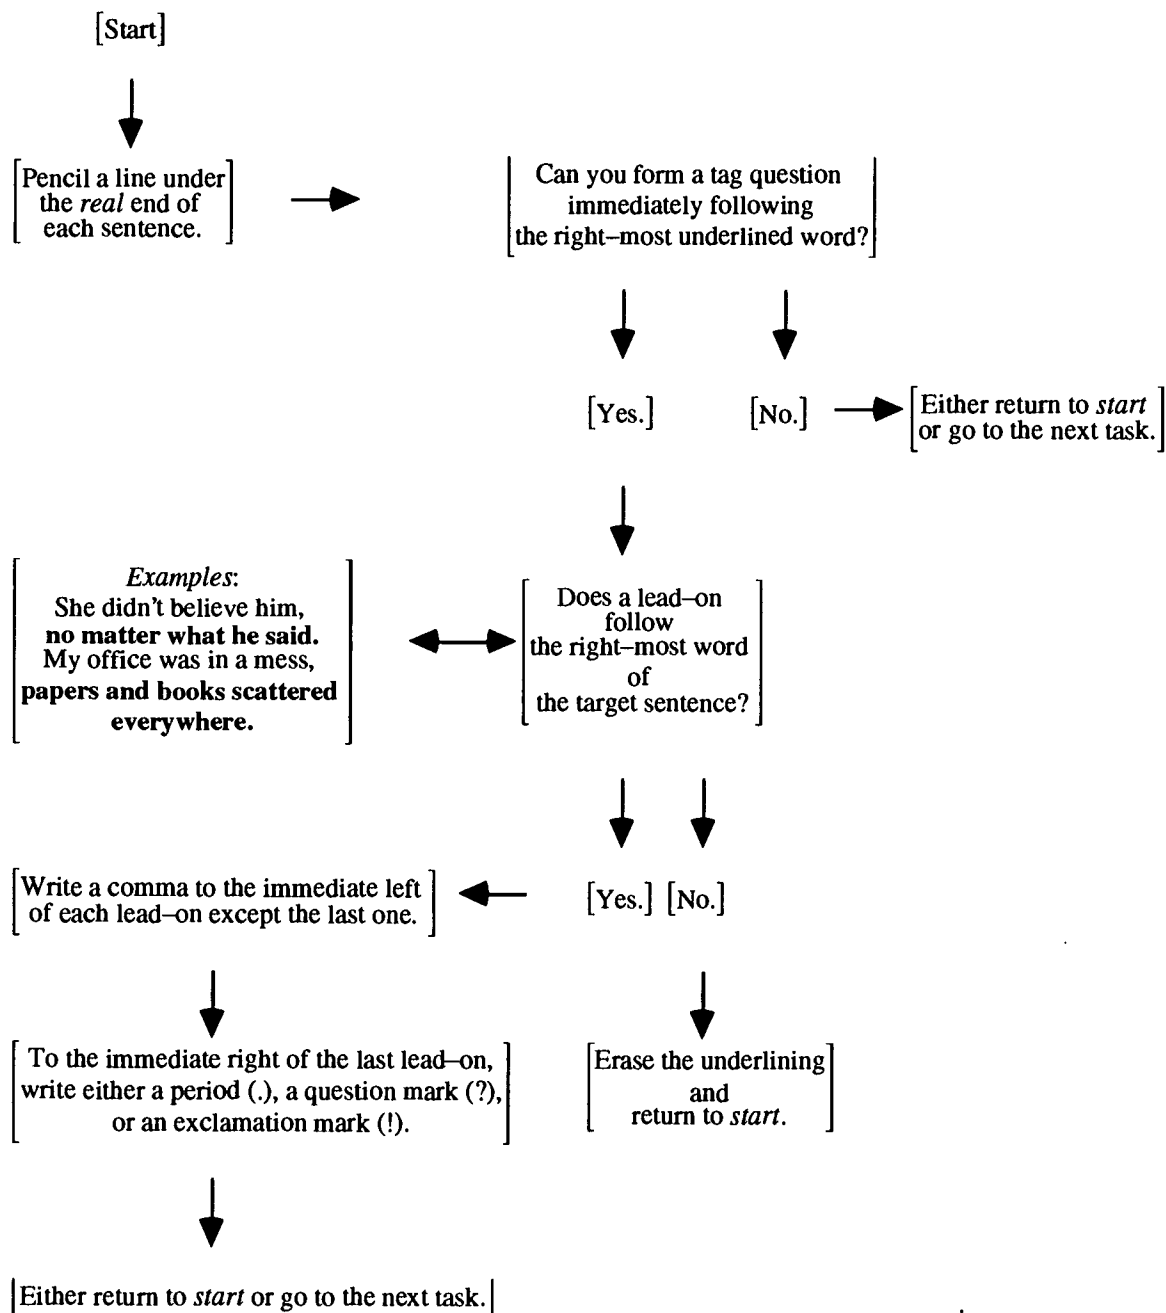 [Start]
[Pencil a line under
the real end of
each sentence.]
[Can you form a tag question
immediately following
the right–most underlined word?]
[Yes.]
[No.]
[Either return to start
or go to the next task.]
[Examples:
She didn't believe him,
no matter what he said.
My office was in a mess,
papers and books scattered
everywhere.]
[Does a lead–on
follow
the right–most word
of
the target sentence?]
[Write a comma to the immediate left
of each lead–on except the last one.]
[Yes.] [No.]
[To the immediate right of the last lead–on,
write either a period (.), a question mark (?),
or an exclamation mark (!).]
[Erase the underlining
and
return to start.]
[Either return to start or go to the next task.]